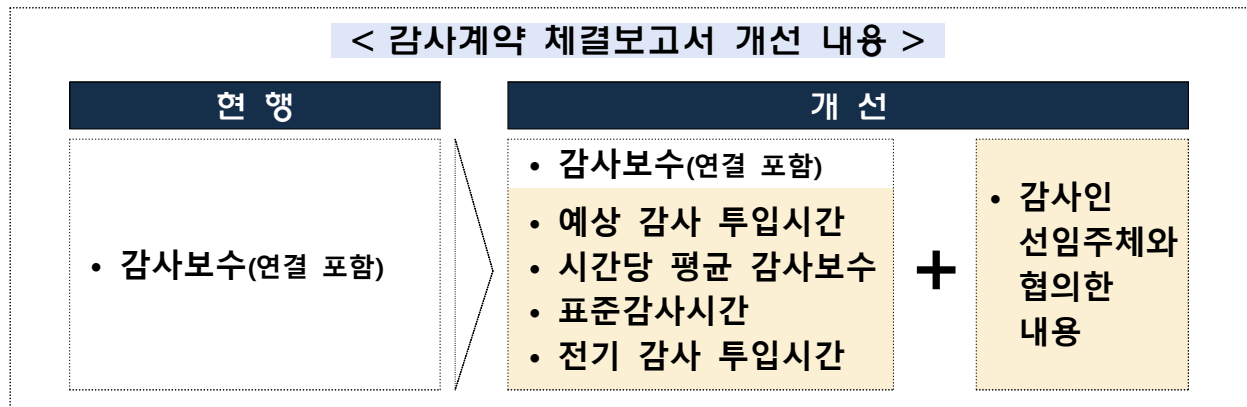 < 감사계약 체결보고서 개선 내용 >
현 행
개 선
• 감사보수(연결 포함)
• 감사보수(연결 포함)
• 예상 감사 투입시간
• 시간당 평균 감사보수
• 표준감사시간
• 전기 감사 투입시간
+
• 감사인
선임주체와
협의한
내용